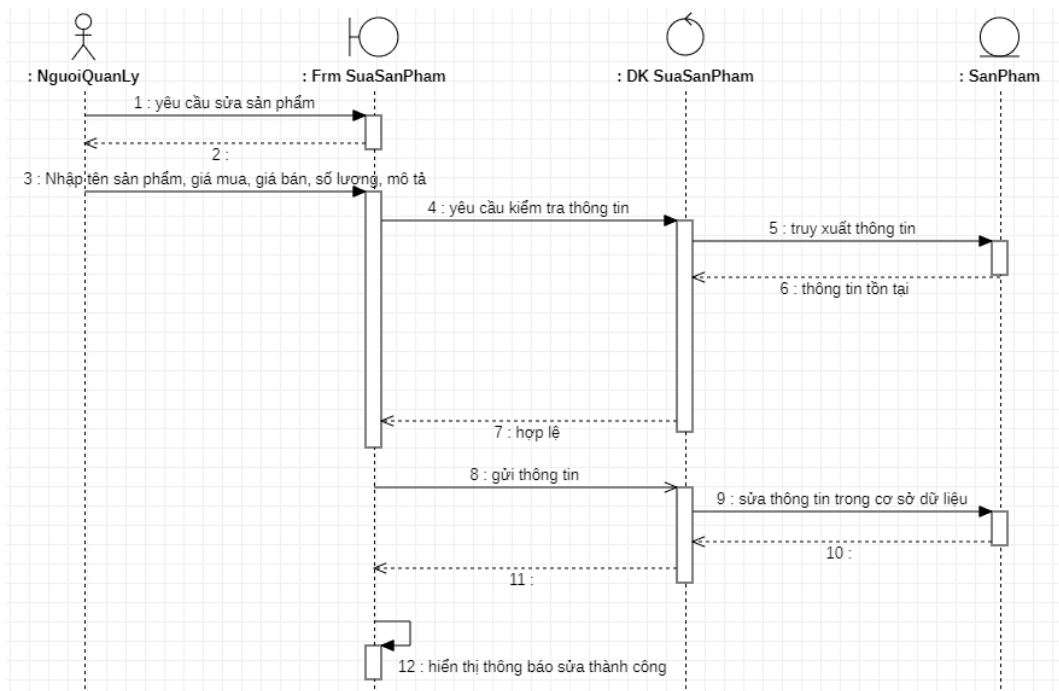 : NguoiQuanLy
: Frm SuaSanPham
: DK SuaSanPham
: SanPham
1 : yêu cầu sửa sản phẩm
2 :
3 : Nhập tên sản phẩm, giá mua, giá bán, số lượng, mô tả
4 : yêu cầu kiểm tra thông tin
5 : truy xuất thông tin
6 : thông tin tồn tại
7 : hợp lệ
8 : gửi thông tin
9 : sửa thông tin trong cơ sở dữ liệu
10 :
11 :
12 : hiển thị thông báo sửa thành công